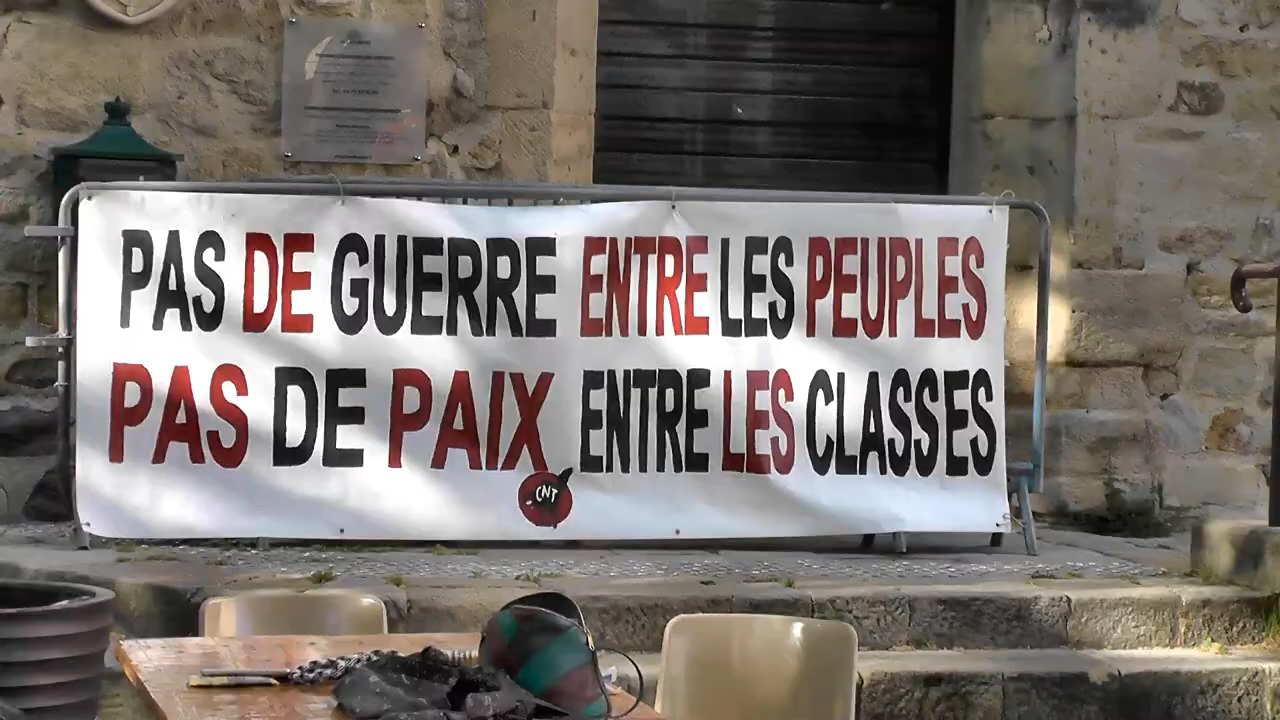 PAS DE GUERRE ENTRE LES PEUPLES
PAS DE PAIX ENTRE LES CLASSES
CNT